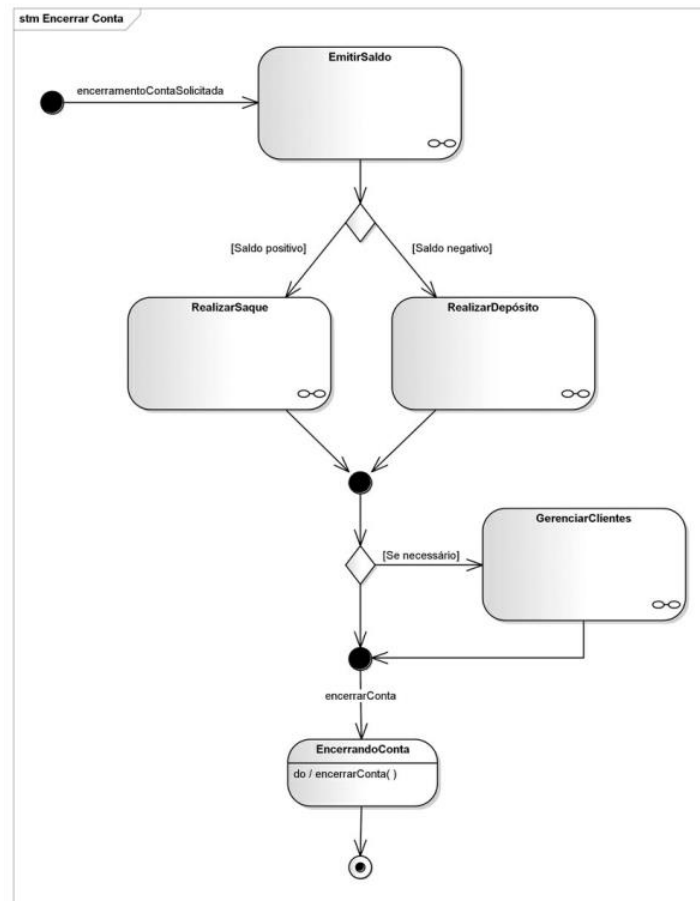 stm Encerrar Conta
EmitirSaldo
encerramentoContaSolicitada
[Saldo positivo]
[Saldo negativo]
RealizarSaque
RealizarDepósito
GerenciarClientes
[Se necessário]
encerrarConta
EncerrandoConta
do / encerrarConta( )